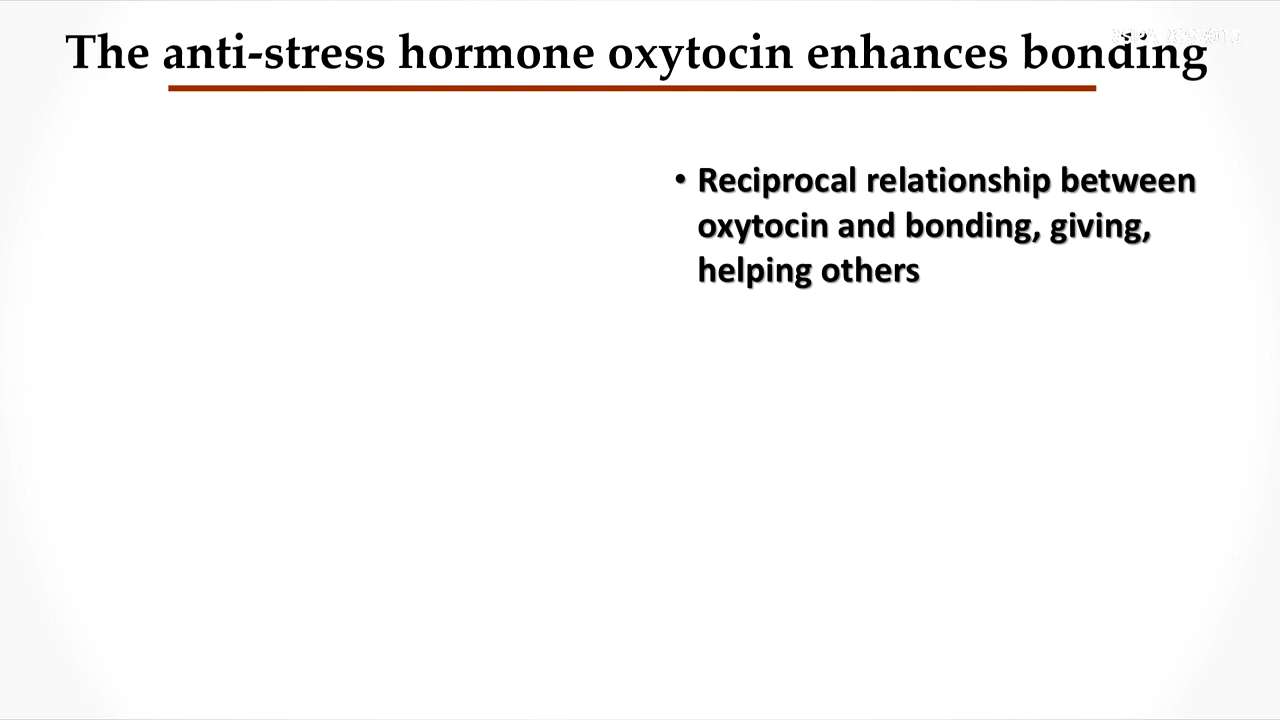 The anti-stress hormone oxytocin enhances bonding
• Reciprocal relationship between
oxytocin and bonding, giving,
helping others